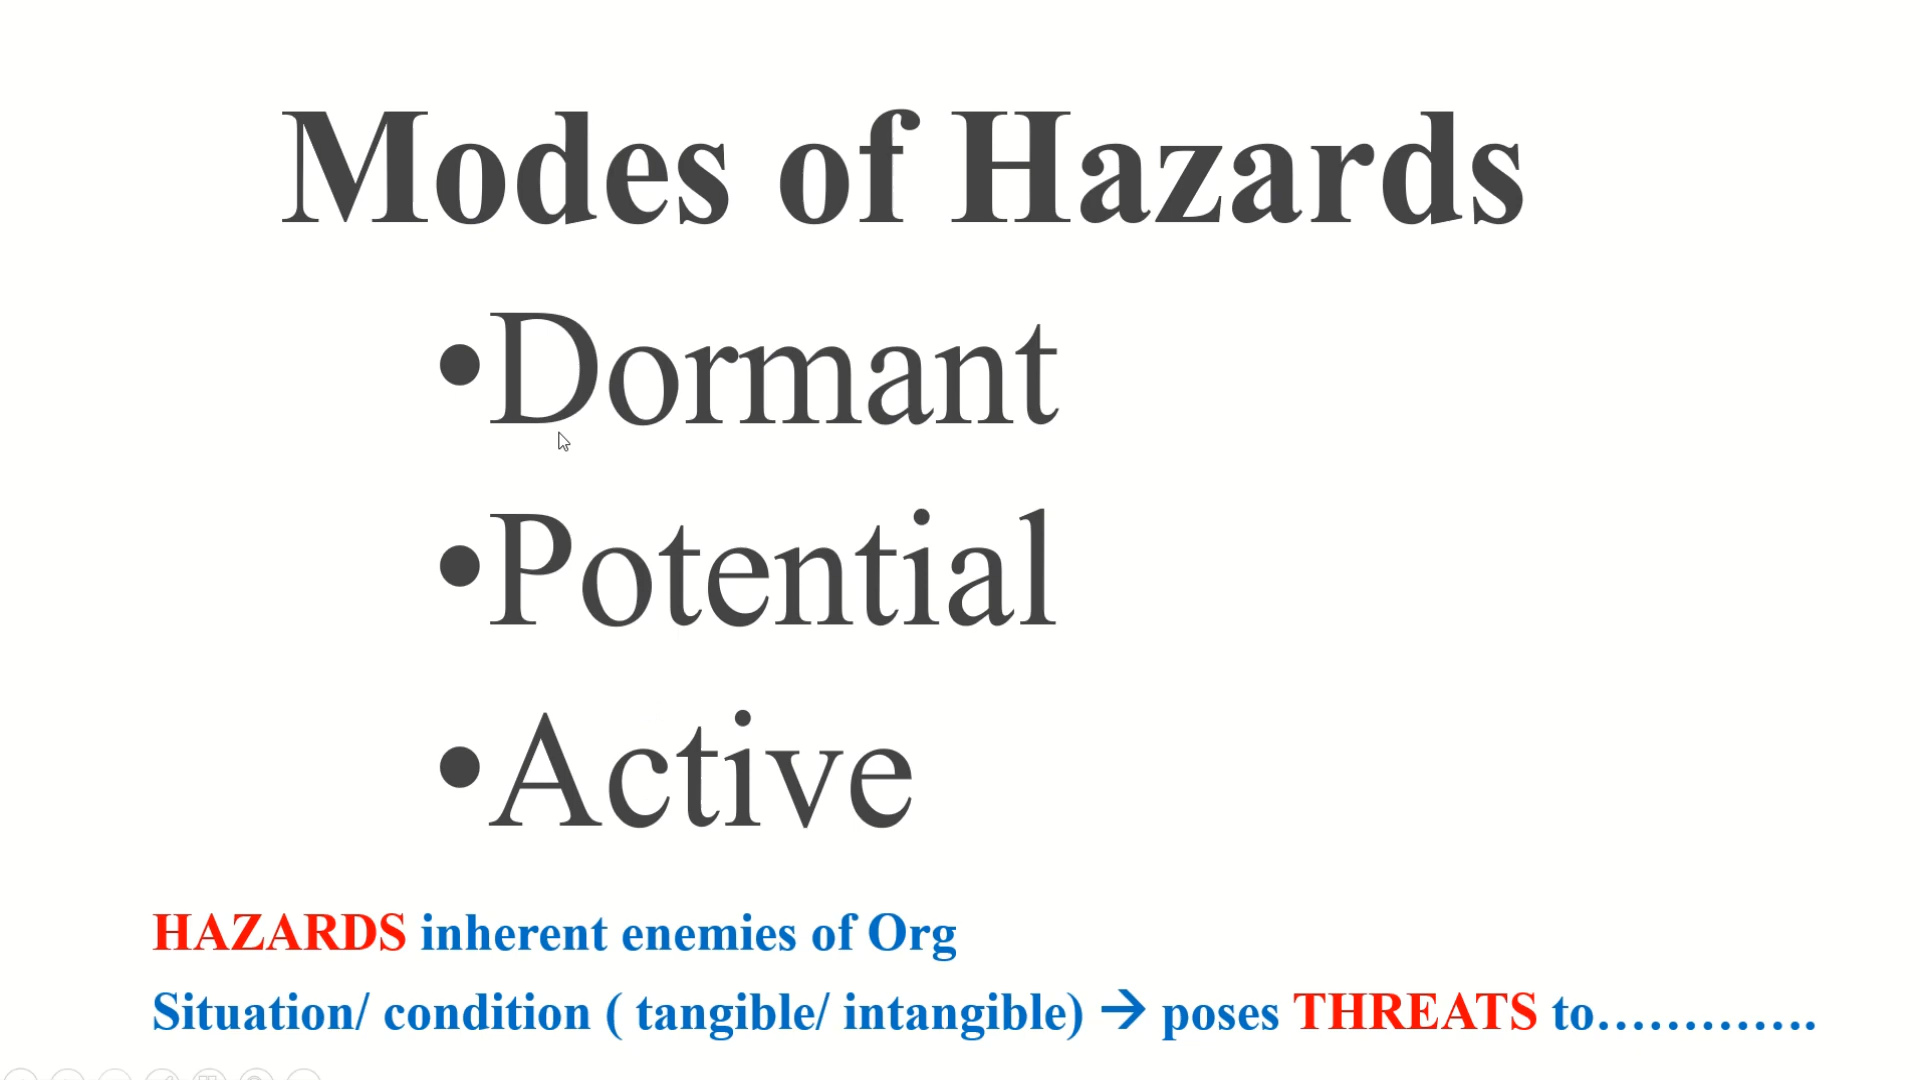 Modes of Hazards
•Dormant
•Potential
•Active
HAZARDS inherent enemies of Org
Situation/ condition ( tangible/ intangible) → poses THREATS to.............